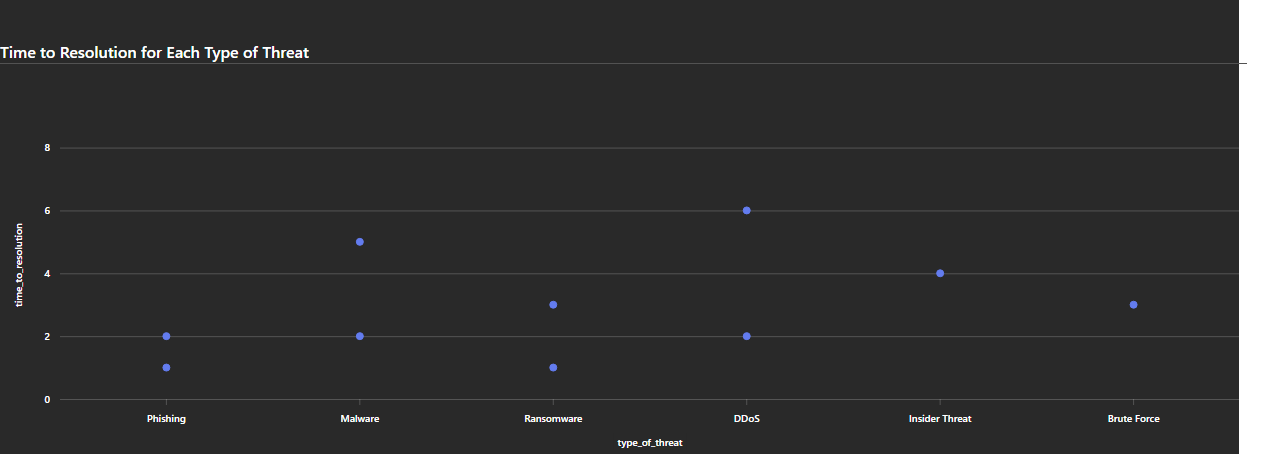 Time to Resolution for Each Type of Threat
8
6
4
2
0
time_to_resolution
Phishing Malware Ransomware DDoS Insider Threat Brute Force
type_of_threat